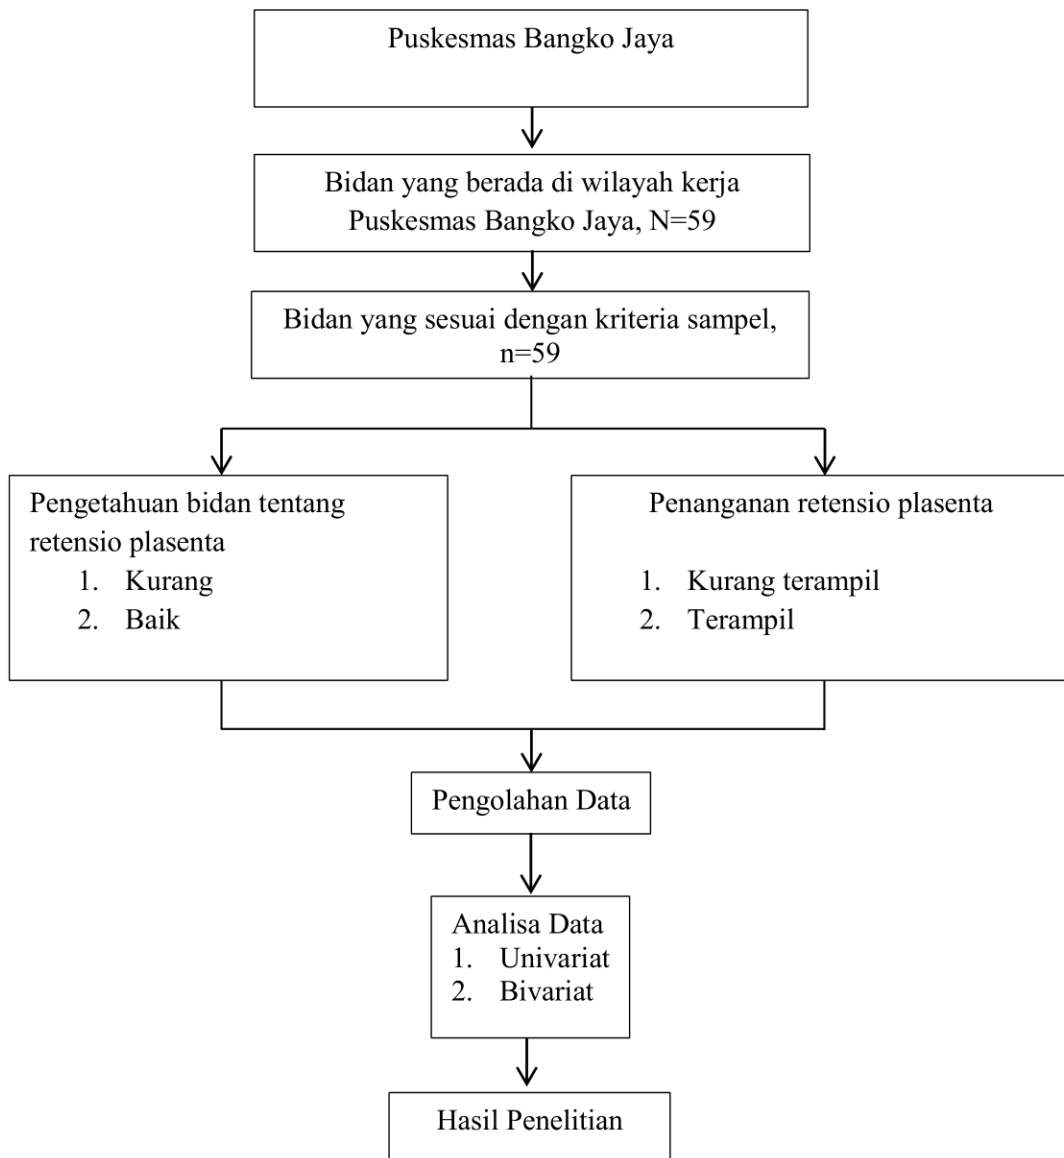 Puskesmas Bangko Jaya
Bidan yang berada di wilayah kerja
Puskesmas Bangko Jaya, N=59
Bidan yang sesuai dengan kriteria sampel,
n=59
Pengetahuan bidan tentang
retensio plasenta
1. Kurang
2. Baik
Penanganan retensio plasenta
1. Kurang terampil
2. Terampil
Pengolahan Data
Analisa Data
1. Univariat
2. Bivariat
Hasil Penelitian